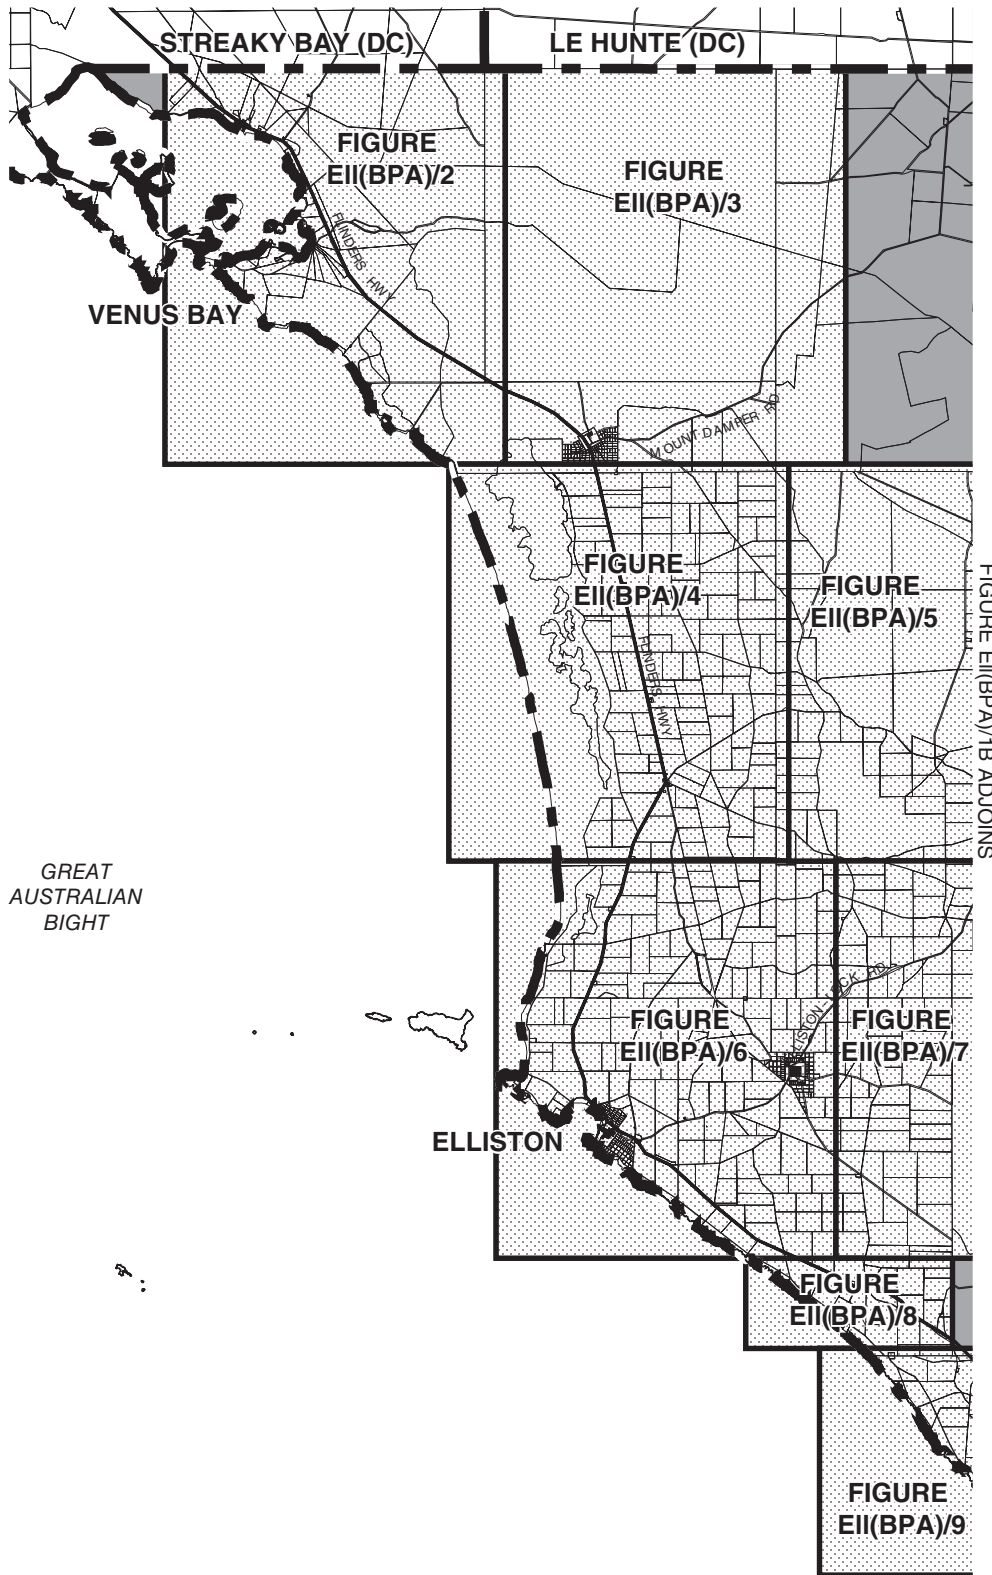 STREAKY BAY (DC)
LE HUNTE (DC)
FIGURE
EII(BPA)/2
FIGURE
EII(BPA)/3
FLINDERS HWY
VENUS BAY
MOUNT DAMPER RD
FIGURE
EII(BPA)/4
FIGURE
EII(BPA)/5
FLINDERS HWY
FIGURE EII(BPA)/1B ADJOINS
GREAT
AUSTRALIAN
BIGHT
ELLISTON
RD
FIGURE
EII(BPA)/6
FIGURE
EII(BPA)/7
ELLISTON
FIGURE
EII(BPA)/8
FIGURE
EII(BPA)/9